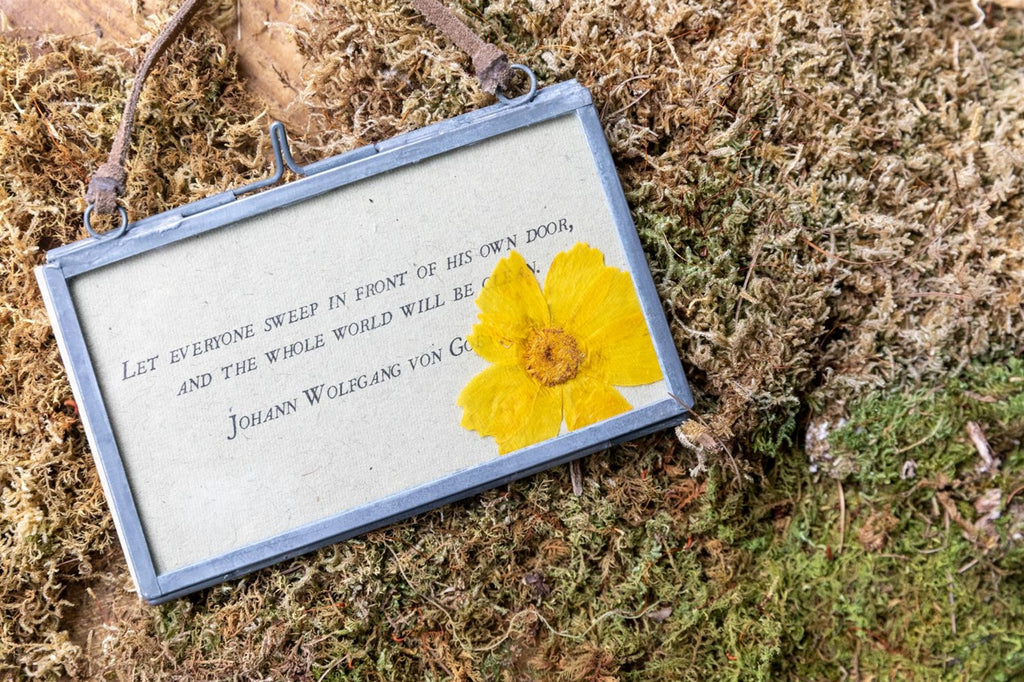 Let everyone sweep in front of his own door,
and the whole world will be
Johann Wolfgang von